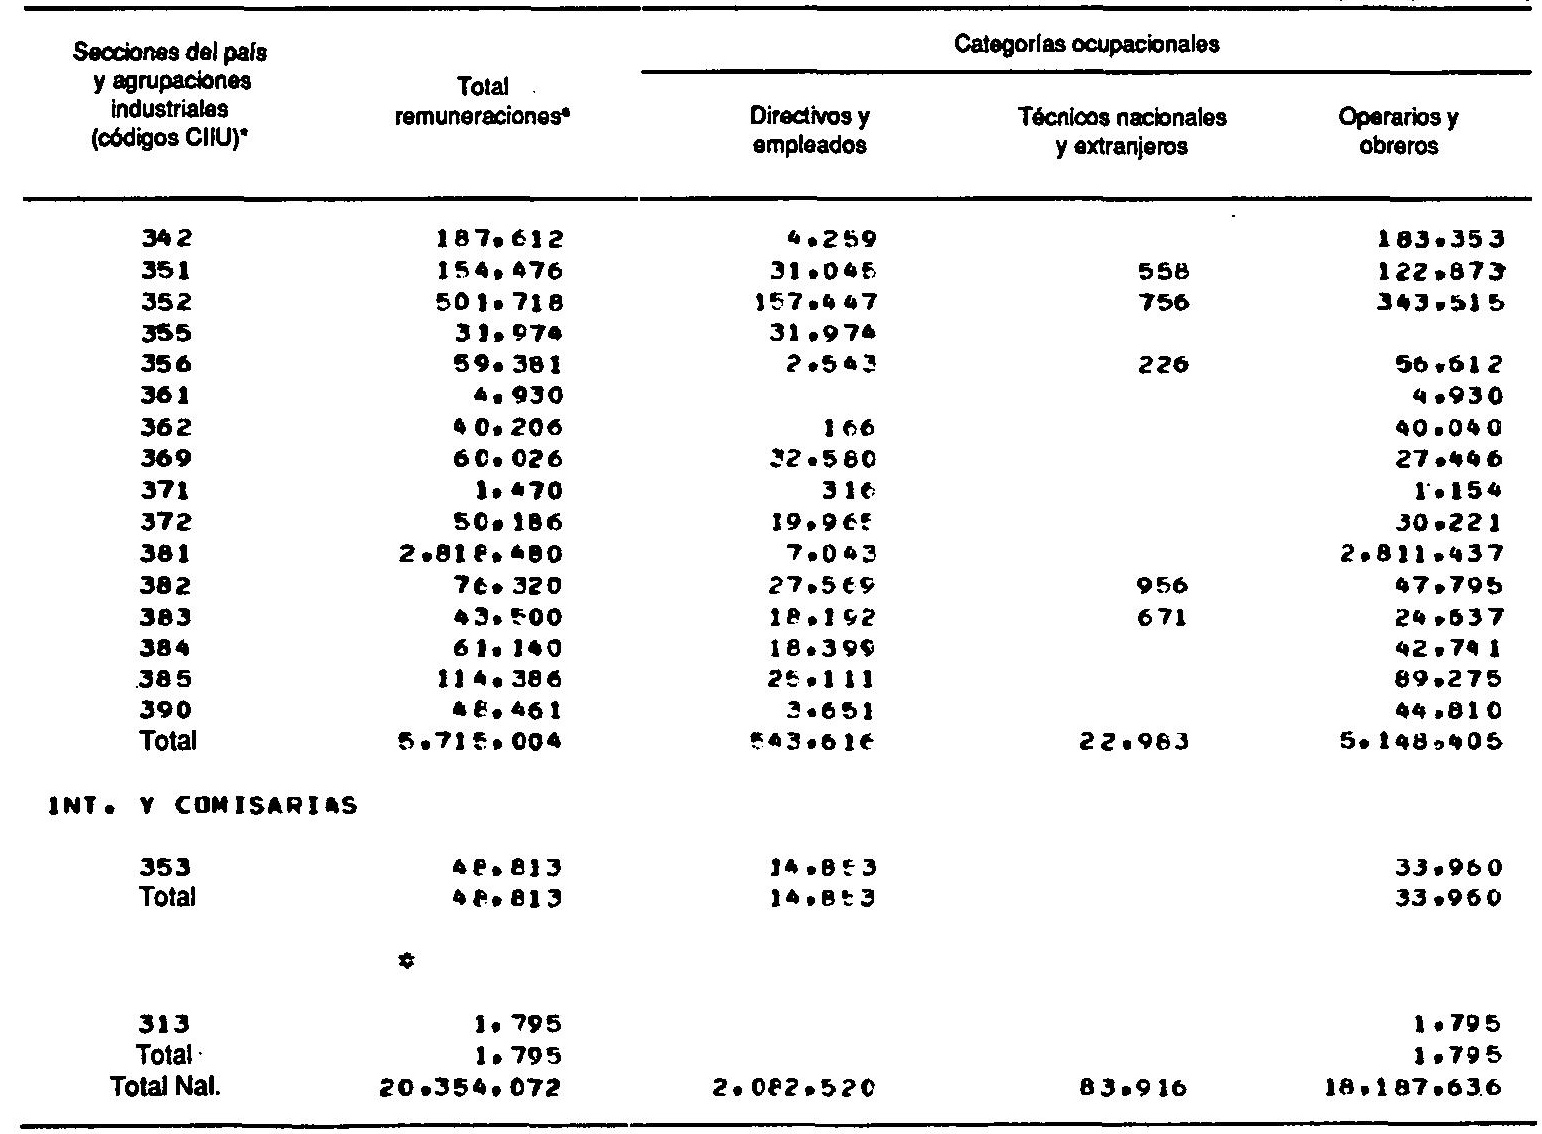 Categorías ocupacionales
Secciones del país
y agrupaciones
industriales
(códigos CIIU)*
Total
remuneraciones*
Directivos y
empleados
Técnicos nacionales
y extranjeros
Operarios y
obreros
342 187.612 4.259 183.353
351 154.476 31.045 558 122.873
352 501.718 157.447 756 343.515
355 31.974 31.974
356 59.381 2.543 226 56.612
361 4.930 4.930
362 40.206 166 40.040
369 60.026 32.580 27.446
371 1.470 316 1.154
372 50.186 19.965 30.221
381 2.818.480 7.043 2.811.437
382 76.320 27.569 956 47.795
383 43.500 18.192 671 24.637
384 61.140 18.399 42.741
385 114.386 25.111 89.275
390 48.461 3.651 44.810
Total 5.715.004 543.616 22.983 5.148.405
INT. Y COMISARIAS
353 48.813 14.853 33.960
Total 48.813 14.853 33.960
*
313 1.795 1.795
Total 1.795 1.795
Total Nal. 20.354.072 2.082.520 83.916 18.187.636